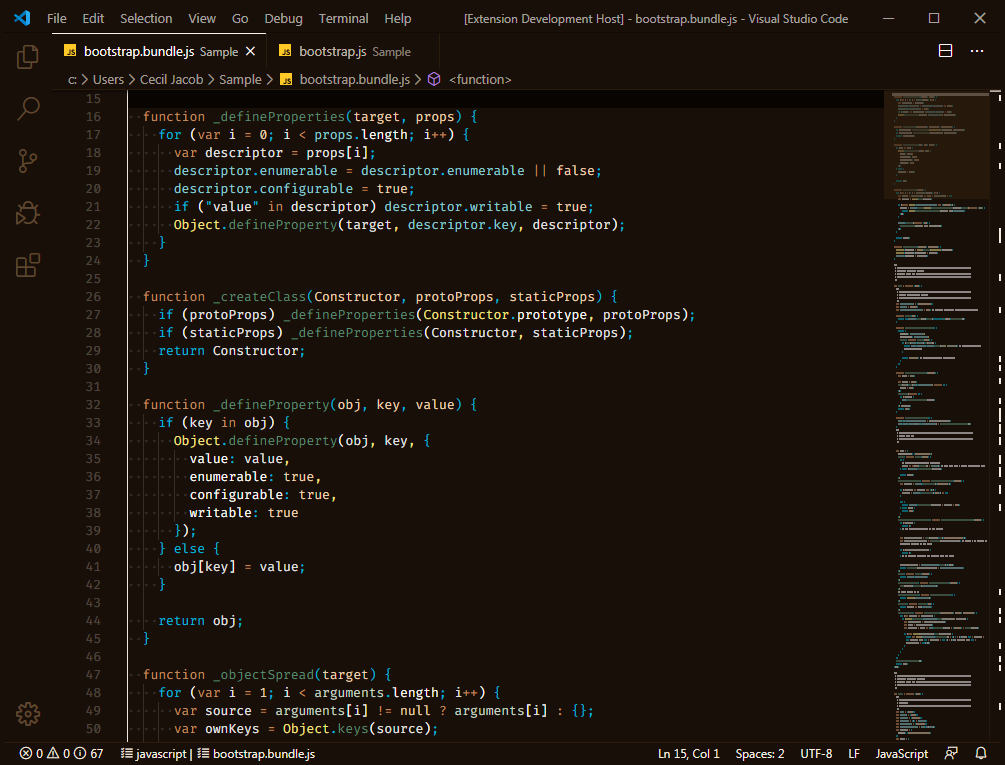 File Edit Selection View Go Debug Terminal Help [Extension Development Host] - bootstrap.bundle.js - Visual Studio Code
JS bootstrap.bundle.js Sample JS bootstrap.js Sample
c: > Users > Cecil Jacob > Sample > JS bootstrap.bundle.js > <function>
15
16 function _defineProperties(target, props) {
17 for (var i = 0; i < props.length; i++) {
18 var descriptor = props[i];
19 descriptor.enumerable = descriptor.enumerable || false;
20 descriptor.configurable = true;
21 if ("value" in descriptor) descriptor.writable = true;
22 Object.defineProperty(target, descriptor.key, descriptor);
23 }
24 }
25
26 function _createClass(Constructor, protoProps, staticProps) {
27 if (protoProps) _defineProperties(Constructor.prototype, protoProps);
28 if (staticProps) _defineProperties(Constructor, staticProps);
29 return Constructor;
30 }
31
32 function _defineProperty(obj, key, value) {
33 if (key in obj) {
34 Object.defineProperty(obj, key, {
35 value: value,
36 enumerable: true,
37 configurable: true,
38 writable: true
39 });
40 } else {
41 obj[key] = value;
42 }
43
44 return obj;
45 }
46
47 function _objectSpread(target) {
48 for (var i = 1; i < arguments.length; i++) {
49 var source = arguments[i] != null ? arguments[i] : {};
50 var ownKeys = Object.keys(source);
0 0 67 javascript | bootstrap.bundle.js Ln 15, Col 1 Spaces: 2 UTF-8 LF JavaScript